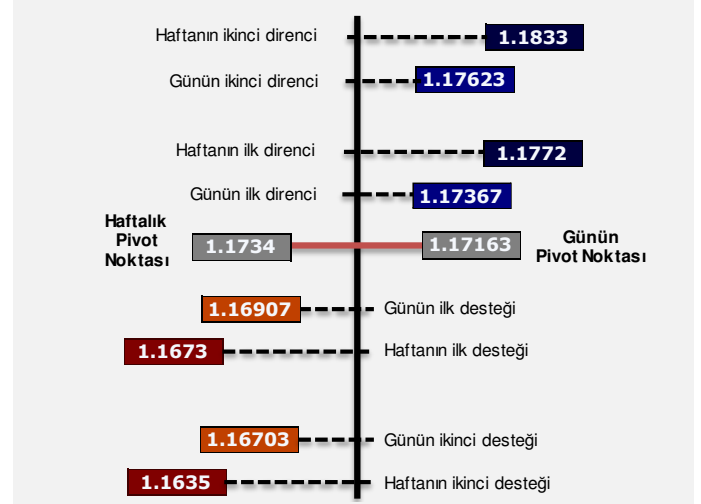 Haftanın ikinci direnci 1.1833
Günün ikinci direnci 1.17623
Haftanın ilk direnci 1.1772
Günün ilk direnci 1.17367
Haftalık
Pivot
Noktası
1.1734
1.17163
Günün
Pivot Noktası
1.16907 Günün ilk desteği
1.1673 Haftanın ilk desteği
1.16703 Günün ikinci desteği
1.1635 Haftanın ikinci desteği